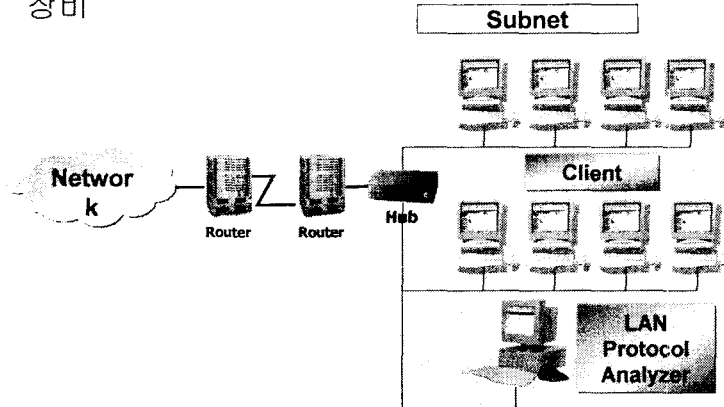 장비
Subnet
Client
Networ
k
Router
Router
Hub
LAN
Protocol
Analyzer